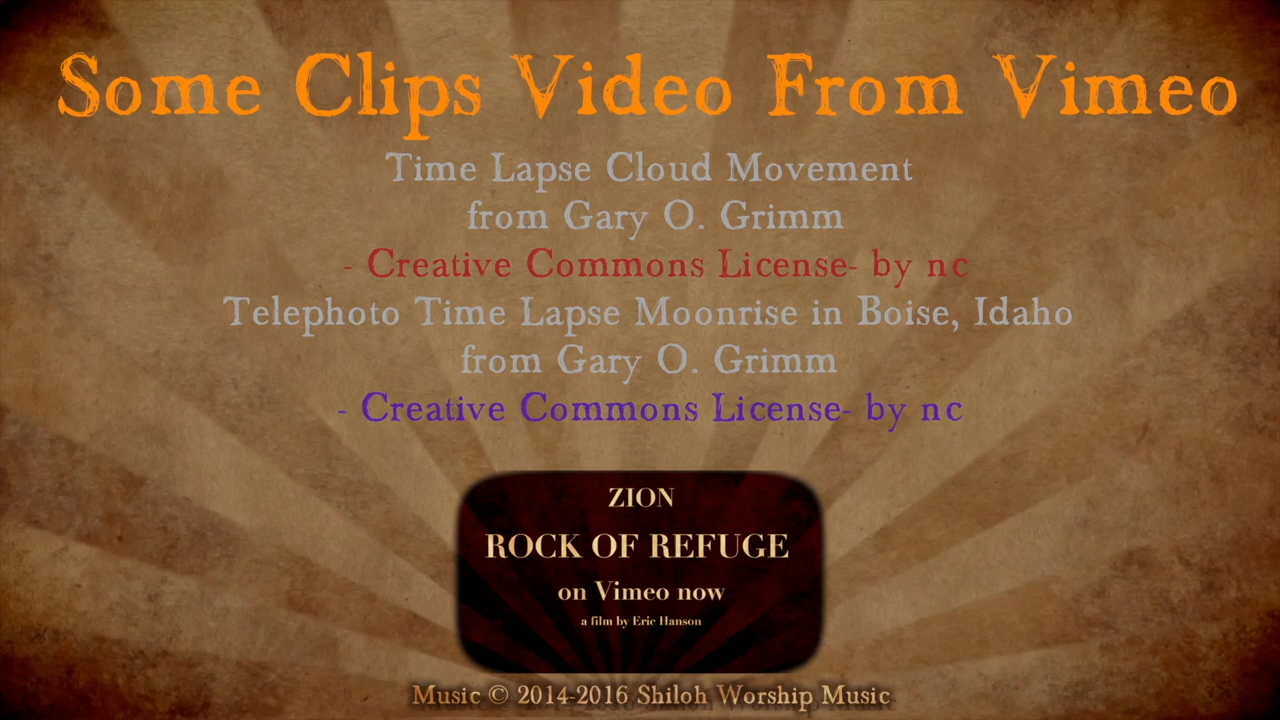 Some Clips Video From Vimeo
Time Lapse Cloud Movement
from Gary O. Grimm
- Creative Commons License- by nc
Telephoto Time Lapse Moonrise in Boise, Idaho
from Gary O. Grimm
- Creative Commons License- by nc
ZION
ROCK OF REFUGE
on Vimeo now
a film by Eric Hanson
Music © 2014-2016 Shiloh Worship Music